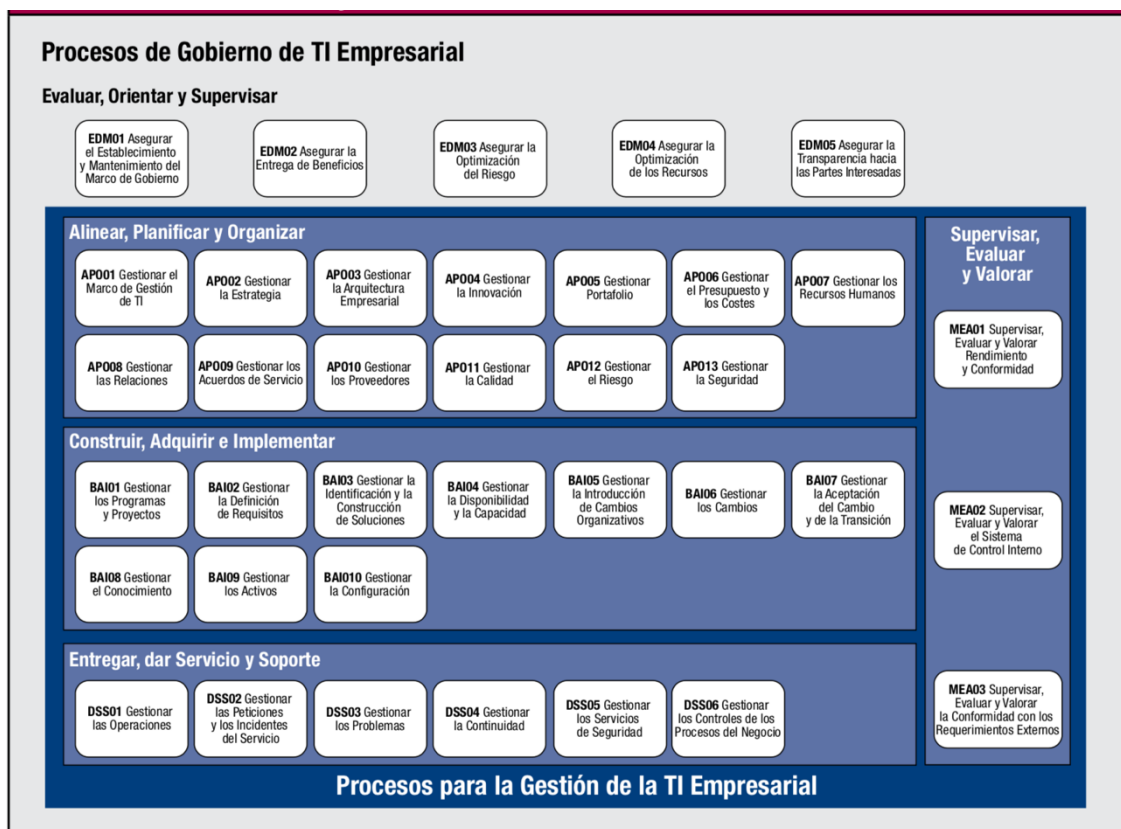 Procesos de Gobierno de TI Empresarial
Evaluar, Orientar y Supervisar
EDM01 Asegurar
el Establecimiento
y Mantenimiento del
Marco de Gobierno
EDM02 Asegurar la
Entrega de Beneficios
EDM03 Asegurar la
Optimización
del Riesgo
EDM04 Asegurar la
Optimización
de los Recursos
EDM05 Asegurar la
Transparencia hacia
las Partes Interesadas
Alinear, Planificar y Organizar
APO01 Gestionar el
Marco de Gestión
de TI
APO02 Gestionar
la Estrategia
APO03 Gestionar
la Arquitectura
Empresarial
APO04 Gestionar
la Innovación
APO05 Gestionar
Portafolio
APO06 Gestionar
el Presupuesto y
los Costes
APO07 Gestionar los
Recursos Humanos
APO08 Gestionar
las Relaciones
APO09 Gestionar los
Acuerdos de Servicio
APO10 Gestionar
los Proveedores
APO11 Gestionar
la Calidad
APO12 Gestionar
el Riesgo
APO13 Gestionar
la Seguridad
Construir, Adquirir e Implementar
BAI01 Gestionar
los Programas
y Proyectos
BAI02 Gestionar
la Definición
de Requisitos
BAI03 Gestionar la
Identificación y la
Construcción
de Soluciones
BAI04 Gestionar
la Disponibilidad
y la Capacidad
BAI05 Gestionar
la Introducción
de Cambios
Organizativos
BAI06 Gestionar
los Cambios
BAI07 Gestionar
la Aceptación
del Cambio
y de la Transición
BAI08 Gestionar
el Conocimiento
BAI09 Gestionar
los Activos
BAI010 Gestionar
la Configuración
Entregar, dar Servicio y Soporte
DSS01 Gestionar
las Operaciones
DSS02 Gestionar
las Peticiones
y los Incidentes
del Servicio
DSS03 Gestionar
los Problemas
DSS04 Gestionar
la Continuidad
DSS05 Gestionar
los Servicios
de Seguridad
DSS06 Gestionar
los Controles de los
Procesos del Negocio
Supervisar,
Evaluar
y Valorar
MEA01 Supervisar,
Evaluar y Valorar
Rendimiento
y Conformidad
MEA02 Supervisar,
Evaluar y Valorar
el Sistema
de Control Interno
MEA03 Supervisar,
Evaluar y Valorar
la Conformidad con los
Requerimientos Externos
Procesos para la Gestión de la TI Empresarial